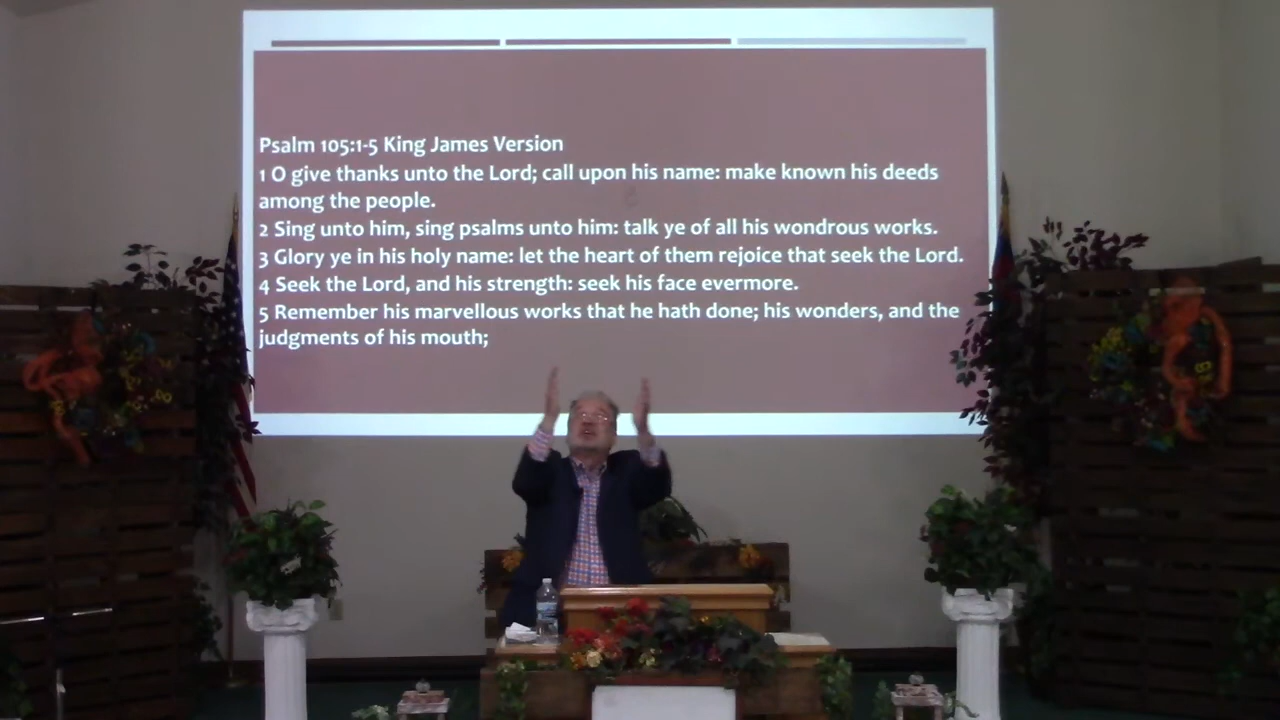 Psalm 105:1-5 King James Version
1 O give thanks unto the Lord; call upon his name: make known his deeds
among the people.
2 Sing unto him, sing psalms unto him: talk ye of all his wondrous works.
3 Glory ye in his holy name: let the heart of them rejoice that seek the Lord.
4 Seek the Lord, and his strength: seek his face evermore.
5 Remember his marvellous works that he hath done; his wonders, and the
judgments of his mouth;